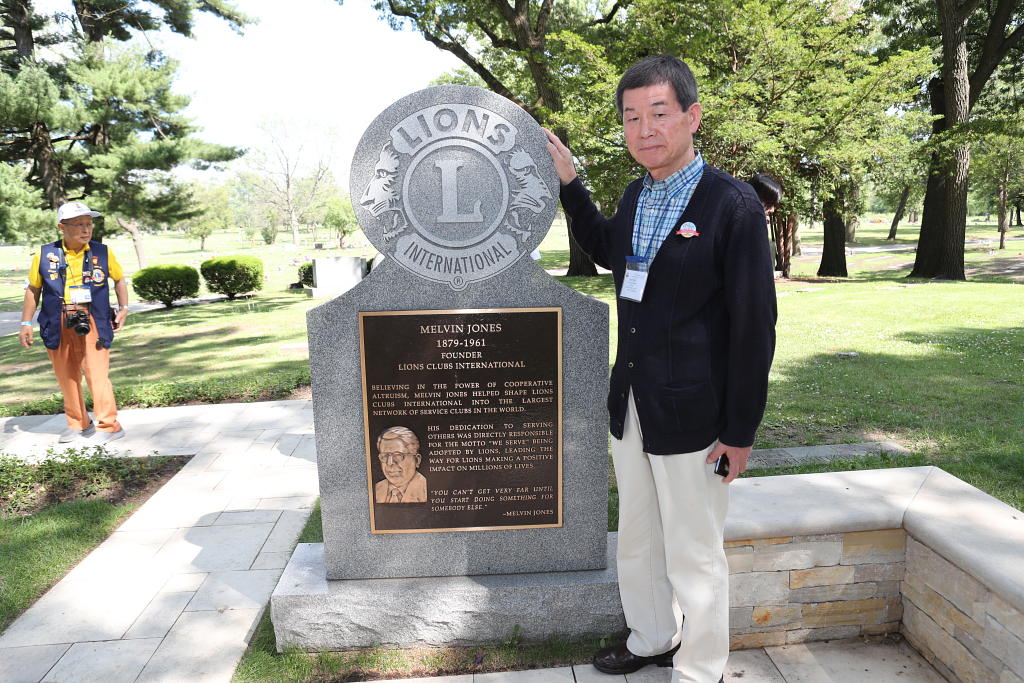 LIONS
L
INTERNATIONAL
®
MELVIN JONES
1879-1961
FOUNDER
LIONS CLUBS INTERNATIONAL
BELIEVING IN THE POWER OF COOPERATIVE
ALTRUISM, MELVIN JONES HELPED SHAPE LIONS
CLUBS INTERNATIONAL INTO THE LARGEST
NETWORK OF SERVICE CLUBS IN THE WORLD.
HIS DEDICATION TO SERVING
OTHERS WAS DIRECTLY RESPONSIBLE
FOR THE MOTTO "WE SERVE" BEING
ADOPTED BY LIONS, LEADING THE
WAY FOR LIONS MAKING A POSITIVE
IMPACT ON MILLIONS OF LIVES.
"YOU CAN'T GET VERY FAR UNTIL
YOU START DOING SOMETHING FOR
SOMEBODY ELSE."
~MELVIN JONES